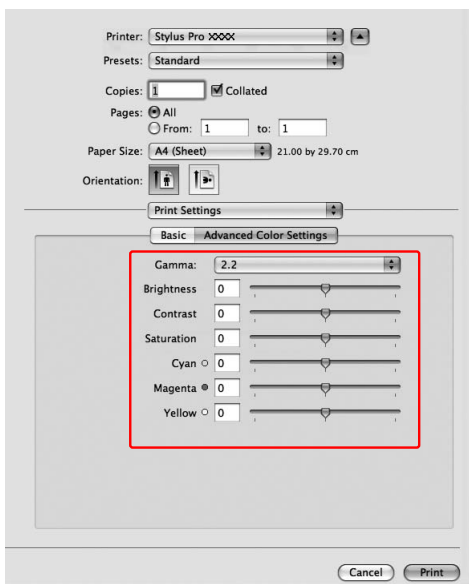 Printer: Stylus Pro XXXX
Presets: Standard
Copies: 1 Collated
Pages: All
From: 1 to: 1
Paper Size: A4 (Sheet) 21.00 by 29.70 cm
Orientation:
Print Settings
Basic Advanced Color Settings
Gamma: 2.2
Brightness 0
Contrast 0
Saturation 0
Cyan 0
Magenta 0
Yellow 0
Cancel Print